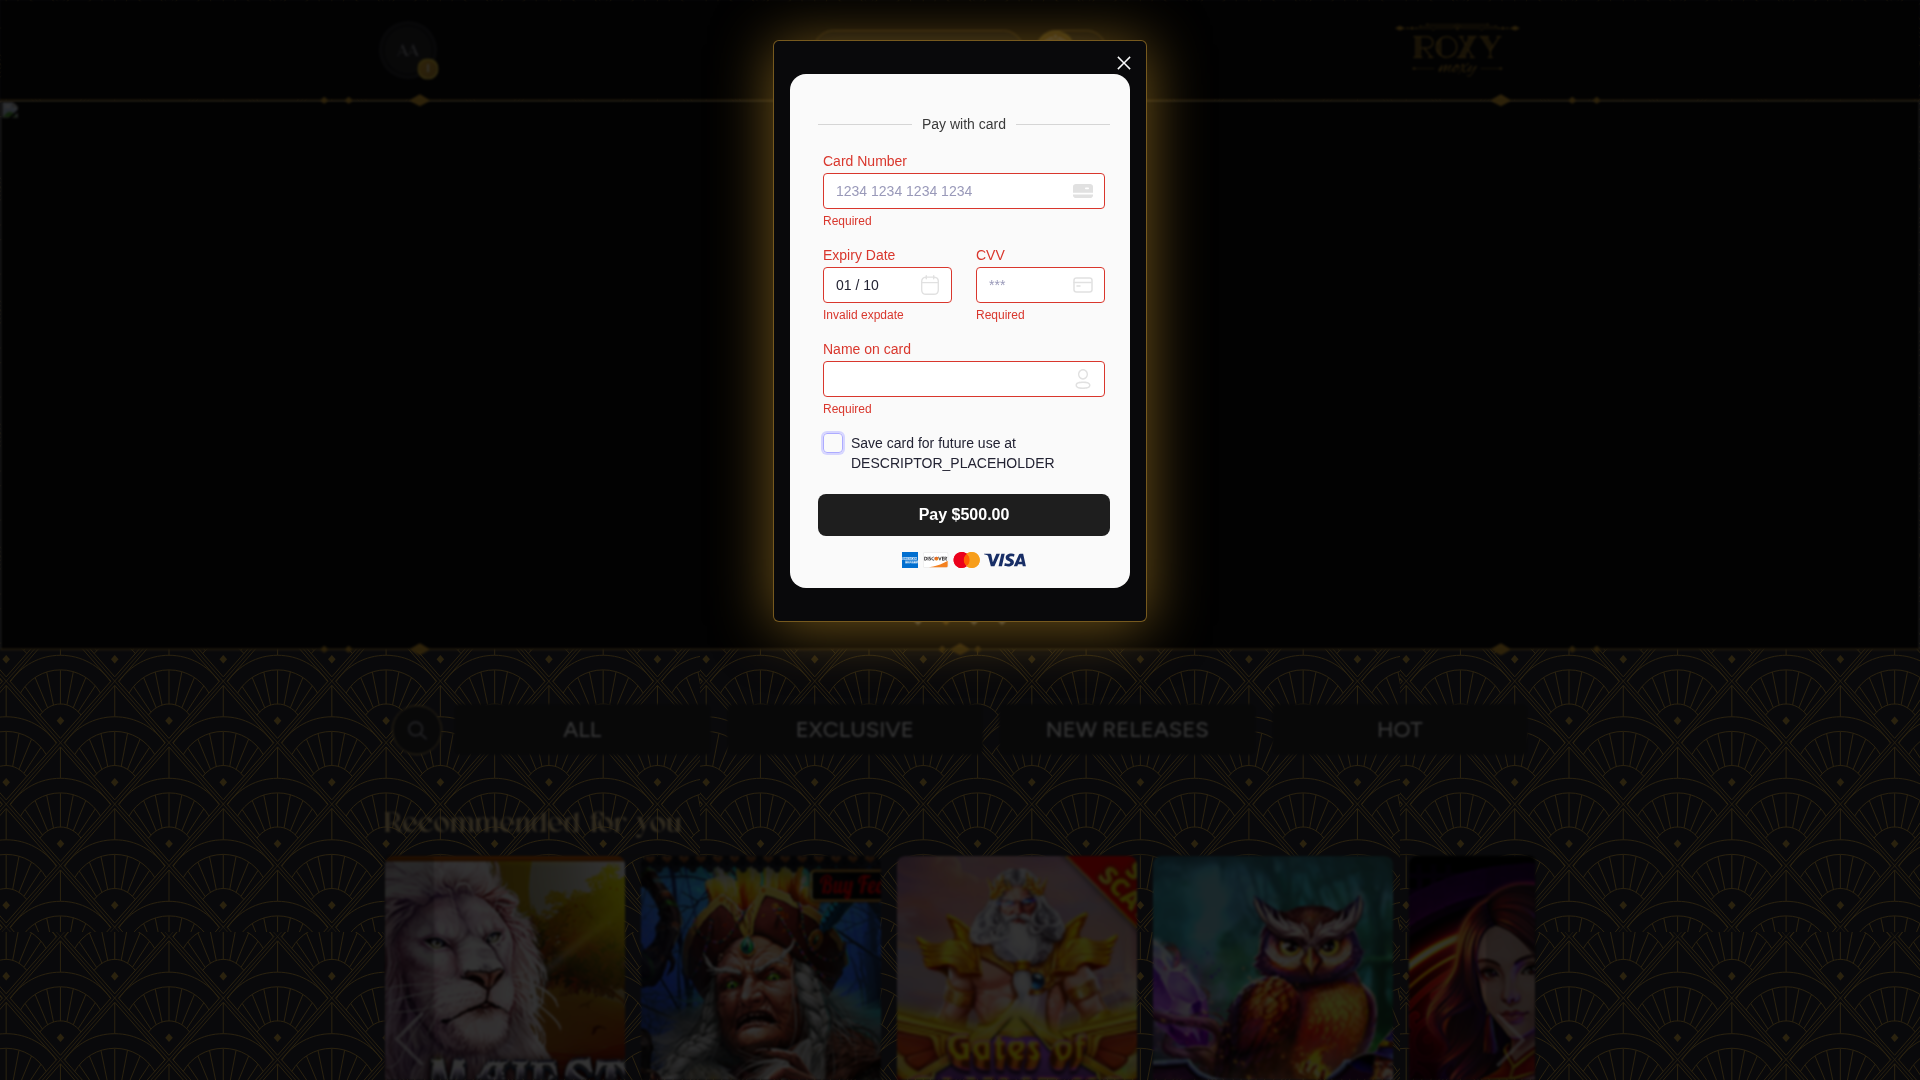 AA
ROXY
moxy
Pay with card
Card Number
1234 1234 1234 1234
Required
Expiry Date
CVV
01 / 10
***
Invalid expdate
Required
Name on card
Required
Save card for future use at
DESCRIPTOR_PLACEHOLDER
Pay $500.00
DISCOVER
VISA
ALL
EXCLUSIVE
NEW RELEASES
HOT
Recommended for you
Gates of